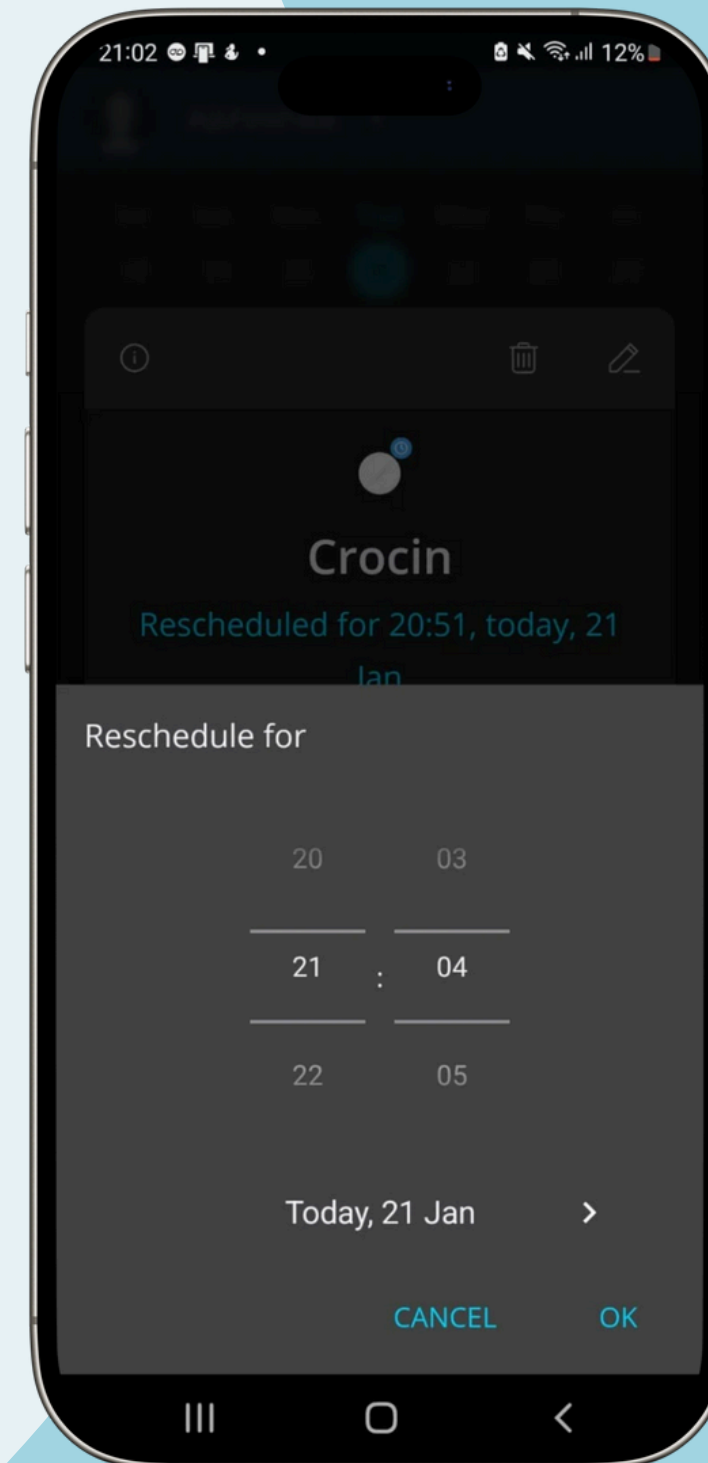 21:02
12%
Crocin
Rescheduled for 20:51, today, 21
Jan
Reschedule for
20 03
21 : 04
22 05
Today, 21 Jan
CANCEL OK